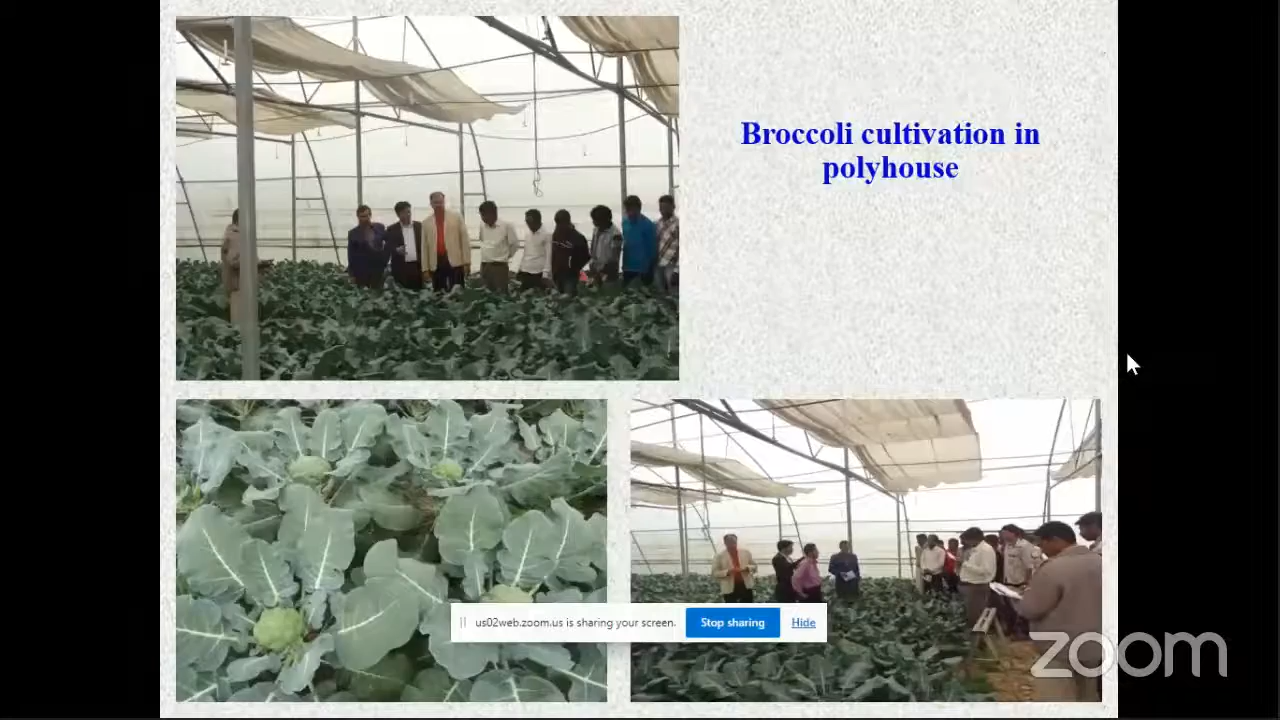 Broccoli cultivation in
polyhouse
us02web.zoom.us is sharing your screen.
Stop sharing
Hide
zoom